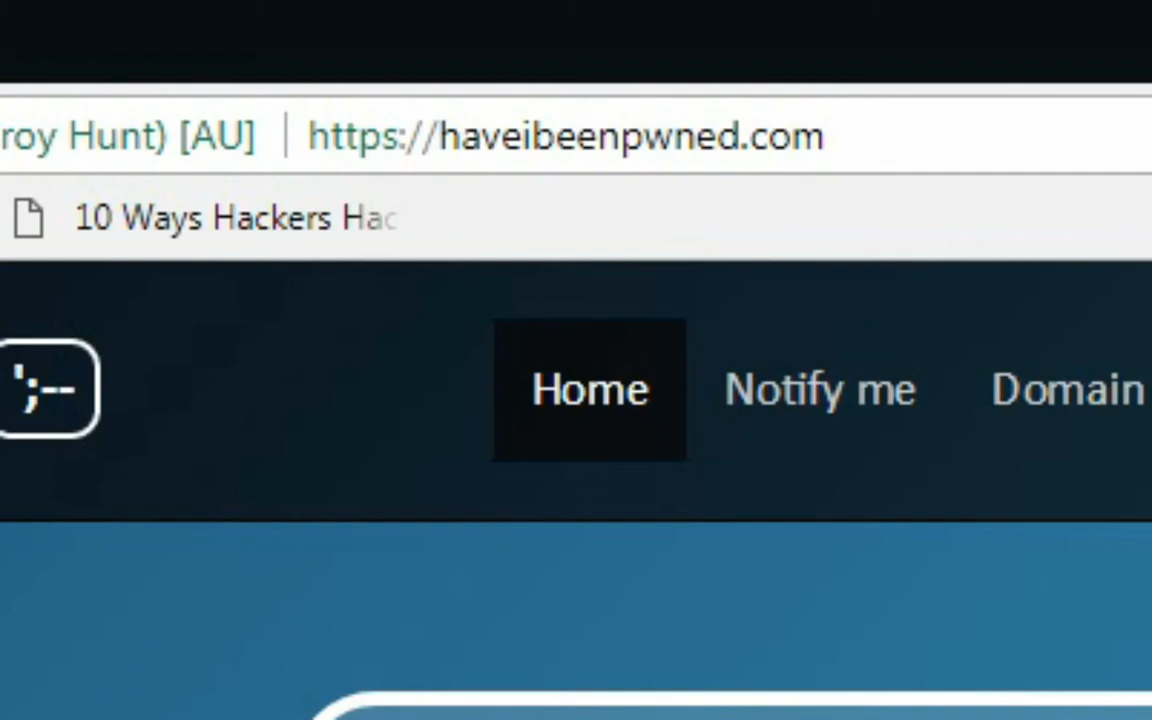 roy Hunt) [AU] | https://haveibeenpwned.com
10 Ways Hackers Hac
';--
Home Notify me Domain